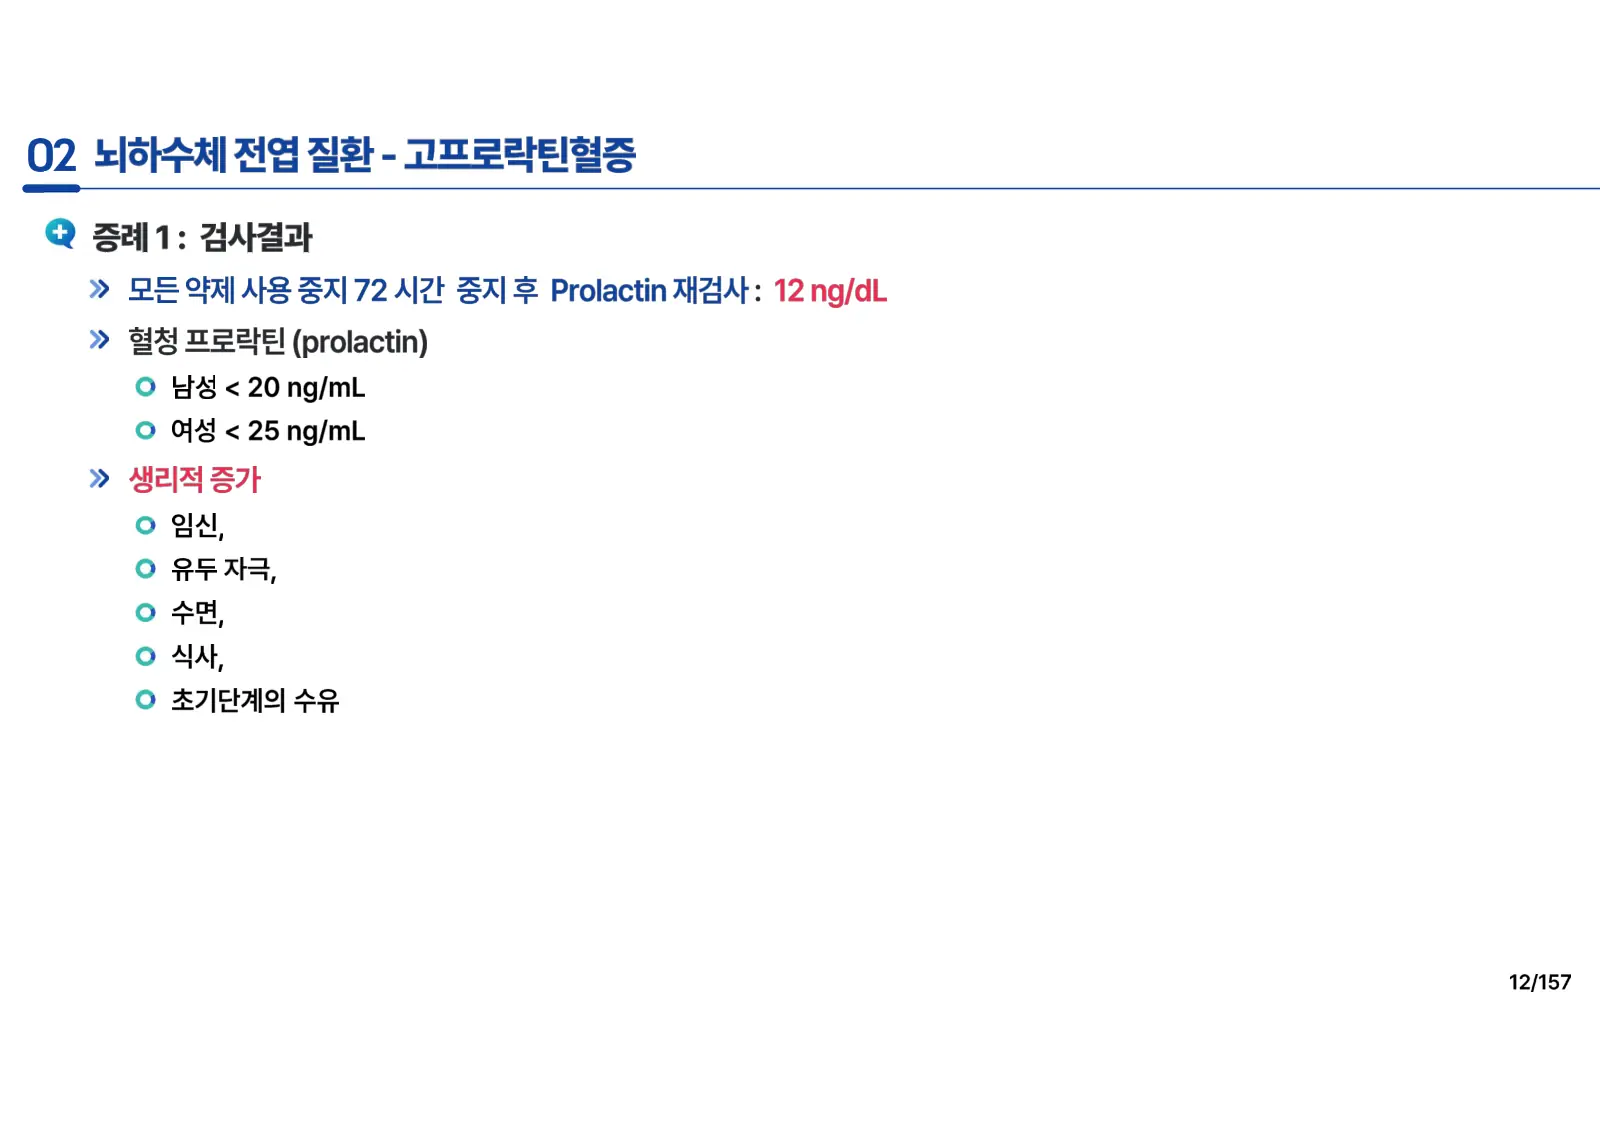 02 뇌하수체 전엽 질환 - 고프로락틴혈증
증례 1 : 검사결과
모든 약제 사용 중지 72 시간 중지 후 Prolactin 재검사 : 12 ng/dL
혈청 프로락틴 (prolactin)
남성 < 20 ng/mL
여성 < 25 ng/mL
생리적 증가
임신,
유두 자극,
수면,
식사,
초기단계의 수유
12/157